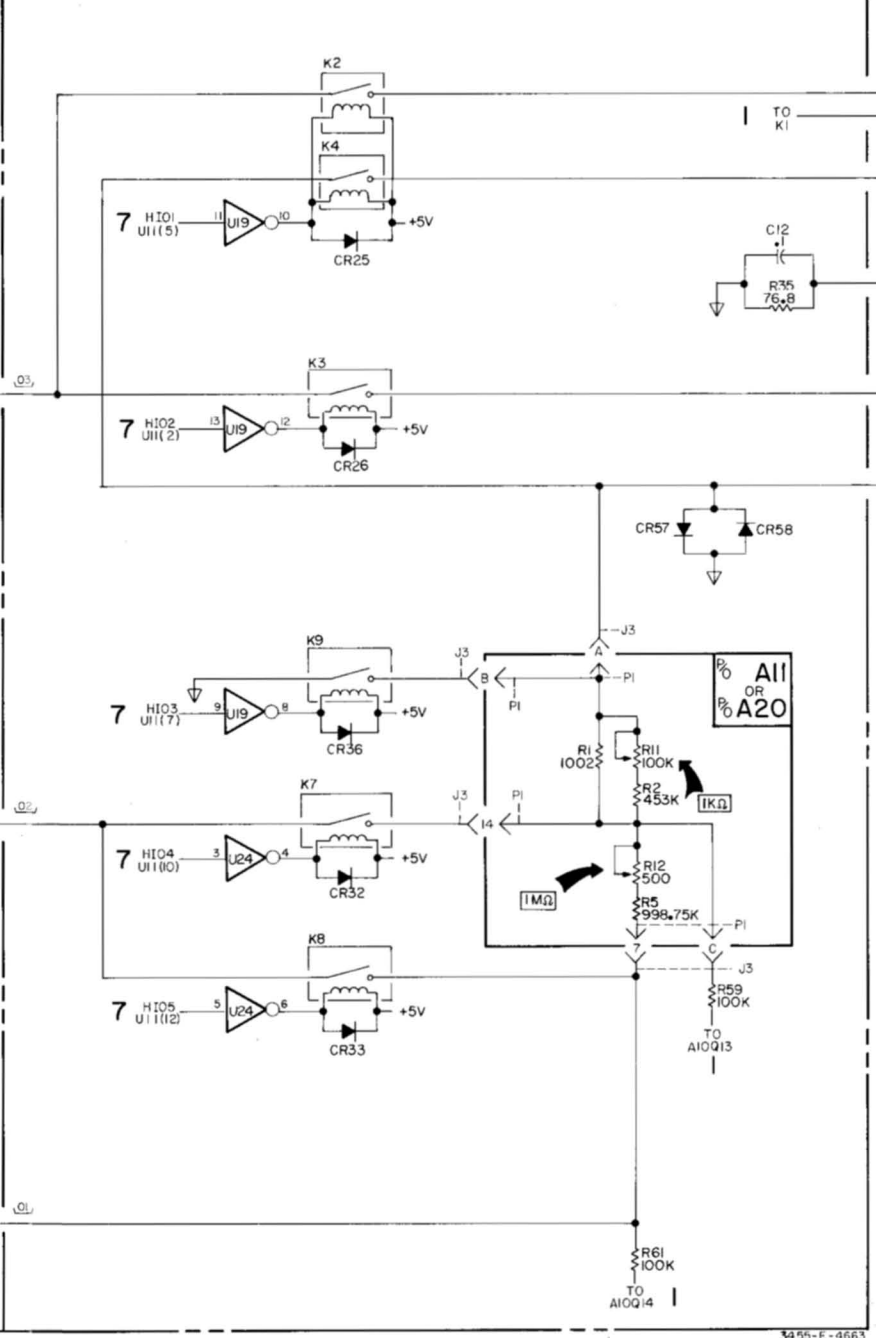 K2
TO
K1
K4
7 HI01
U11(5)
11 U19 10
+5V
CR25
C12
.1
R35
76.8
03
K3
7 HI02
U11(2)
13 U19 12
+5V
CR26
CR57
CR58
J3
A
K9
J3
B
P1
P1
P/O A11
OR
P/O A20
7 HI03
U11(7)
9 U19 8
+5V
CR36
R1
1002
R11
100K
R2
453K
1KΩ
02
K7
J3
P1
14
7 HI04
U11(10)
3 U24 4
+5V
CR32
R12
500
1MΩ
R5
998.75K
P1
7
C
J3
K8
7 HI05
U11(12)
5 U24 6
+5V
CR33
R59
100K
TO
A10Q13
1
01
R61
100K
TO
A10Q14 1
3455-F-4663